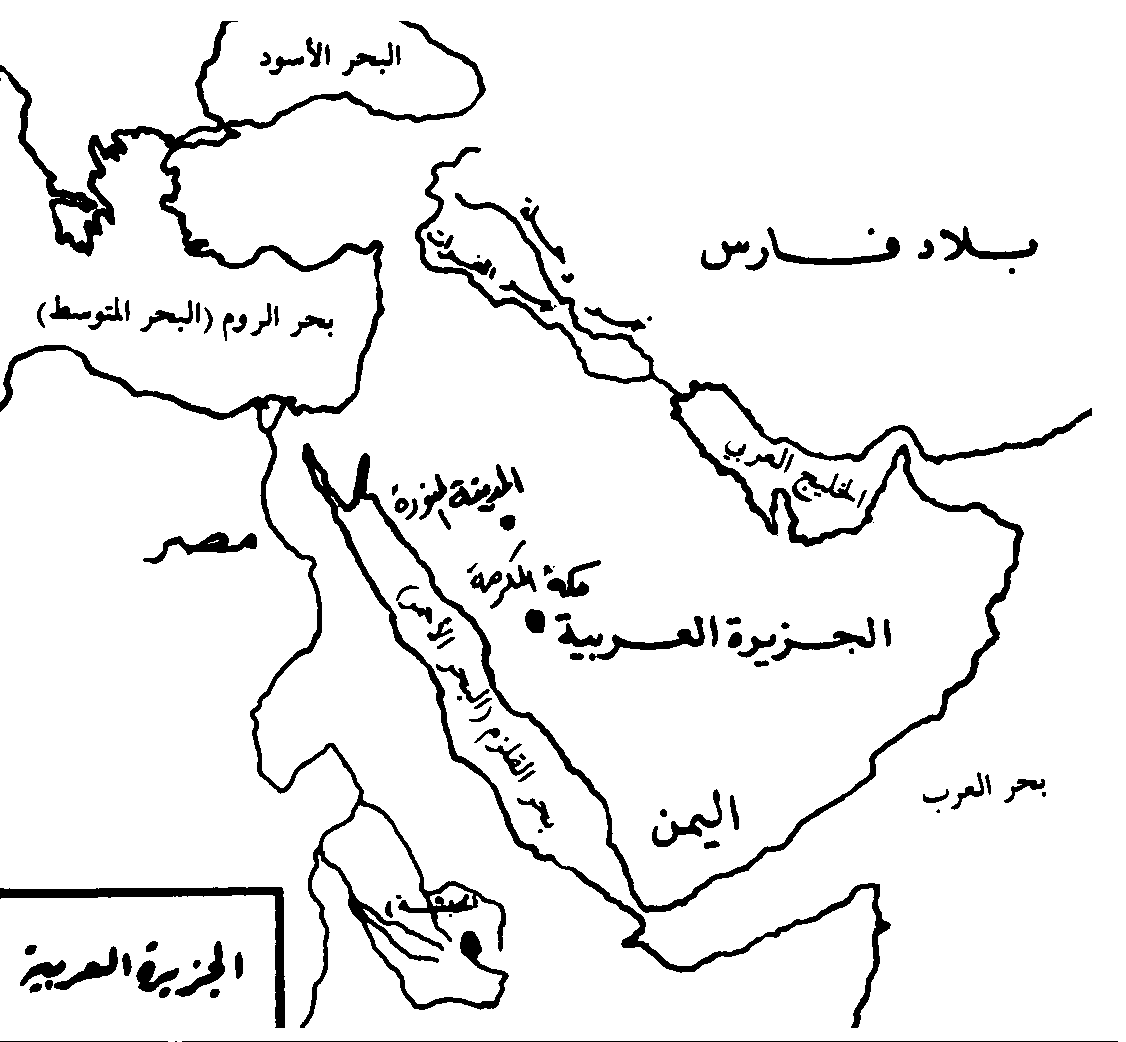 البحر الأسود
بلاد فارس
الفرات
بحر الروم (البحر المتوسط)
الخليج العربي
المدينة المنورة
مصر
مكة المكرمة
الجزيرة العربية
بحر القلزم (البحر الأحمر)
بحر العرب
اليمن
الجزيرة العربية